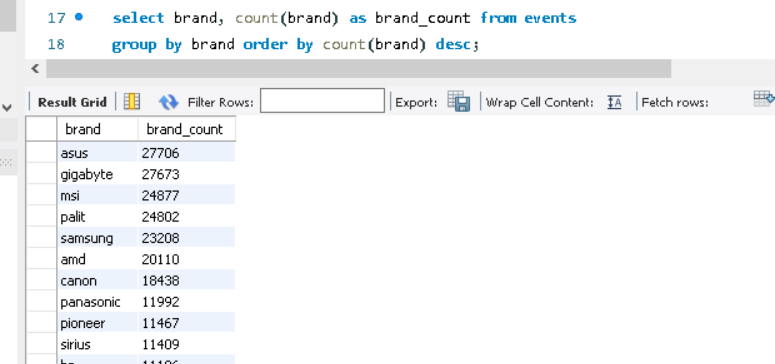 17 select brand, count(brand) as brand_count from events
18 group by brand order by count(brand) desc;
Result Grid Filter Rows: Export: Wrap Cell Content: IA Fetch rows:
brand brand_count
asus 27706
gigabyte 27673
msi 24877
palit 24802
samsung 23208
amd 20110
canon 18438
panasonic 11992
pioneer 11467
sirius 11409